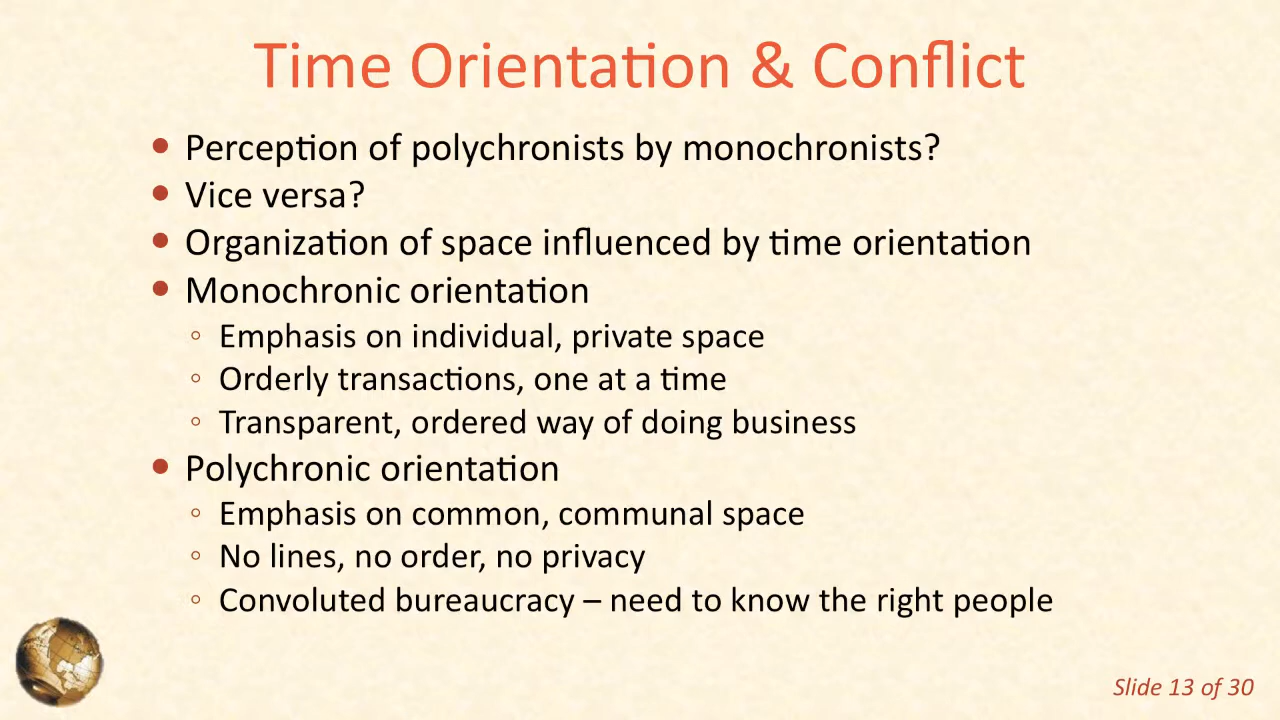 Time Orientation & Conflict
• Perception of polychronists by monochronists?
• Vice versa?
• Organization of space influenced by time orientation
• Monochronic orientation
◦ Emphasis on individual, private space
◦ Orderly transactions, one at a time
◦ Transparent, ordered way of doing business
• Polychronic orientation
◦ Emphasis on common, communal space
◦ No lines, no order, no privacy
◦ Convoluted bureaucracy – need to know the right people
Slide 13 of 30